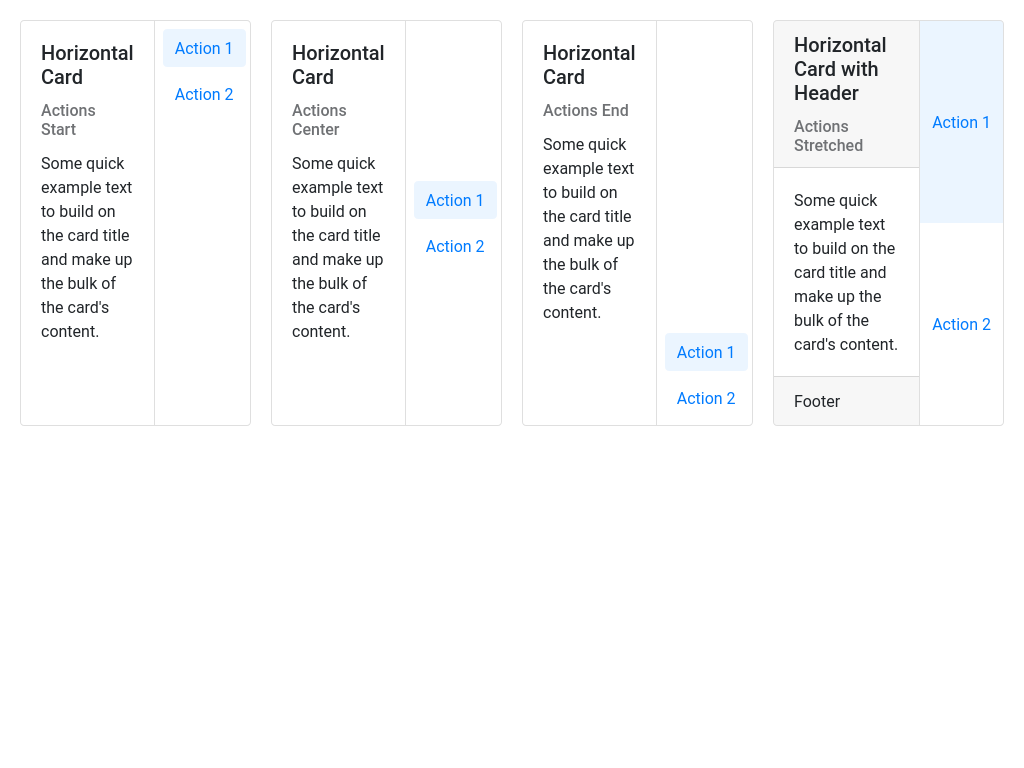 Horizontal
Card
Actions
Start
Some quick
example text
to build on
the card title
and make up
the bulk of
the card's
content.
Action 1
Action 2
Horizontal
Card
Actions
Center
Some quick
example text
to build on
the card title
and make up
the bulk of
the card's
content.
Action 1
Action 2
Horizontal
Card
Actions End
Some quick
example text
to build on
the card title
and make up
the bulk of
the card's
content.
Action 1
Action 2
Horizontal
Card with
Header
Actions
Stretched
Some quick
example text
to build on the
card title and
make up the
bulk of the
card's content.
Footer
Action 1
Action 2